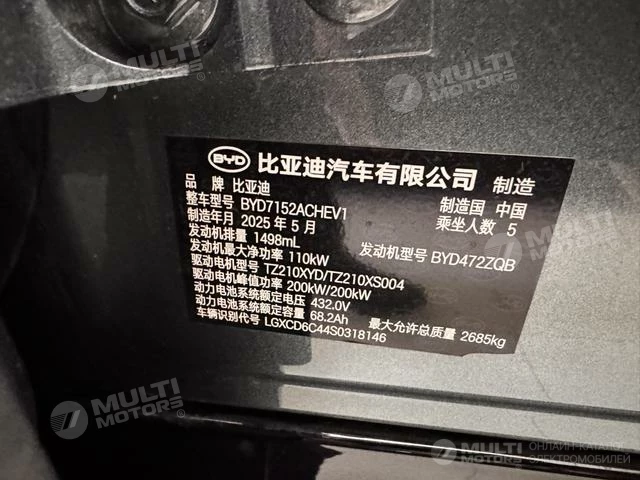 MULTI MOTORS®
MULTI MOTORS®
BYD 比亚迪汽车有限公司 制造
品 牌 比亚迪
整车型号 BYD7152ACHEV1 制造国 中国
制造年月 2025 年 5 月 乘坐人数 5
发动机排量 1498mL 发动机型号 BYD472ZQB
发动机最大净功率 110kW
驱动电机型号 TZ210XYD/TZ210XS004
驱动电机峰值功率 200kW/200kW
动力电池系统额定电压 432.0V
动力电池系统额定容量 68.2Ah 最大允许总质量 2685kg
车辆识别代号 LGXCD6C44S0318146
MULTI MOTORS®
MULTI MOTORS
ОНЛАЙН-КАТАЛОГ
ЭЛЕКТРОМОБИЛЕЙ